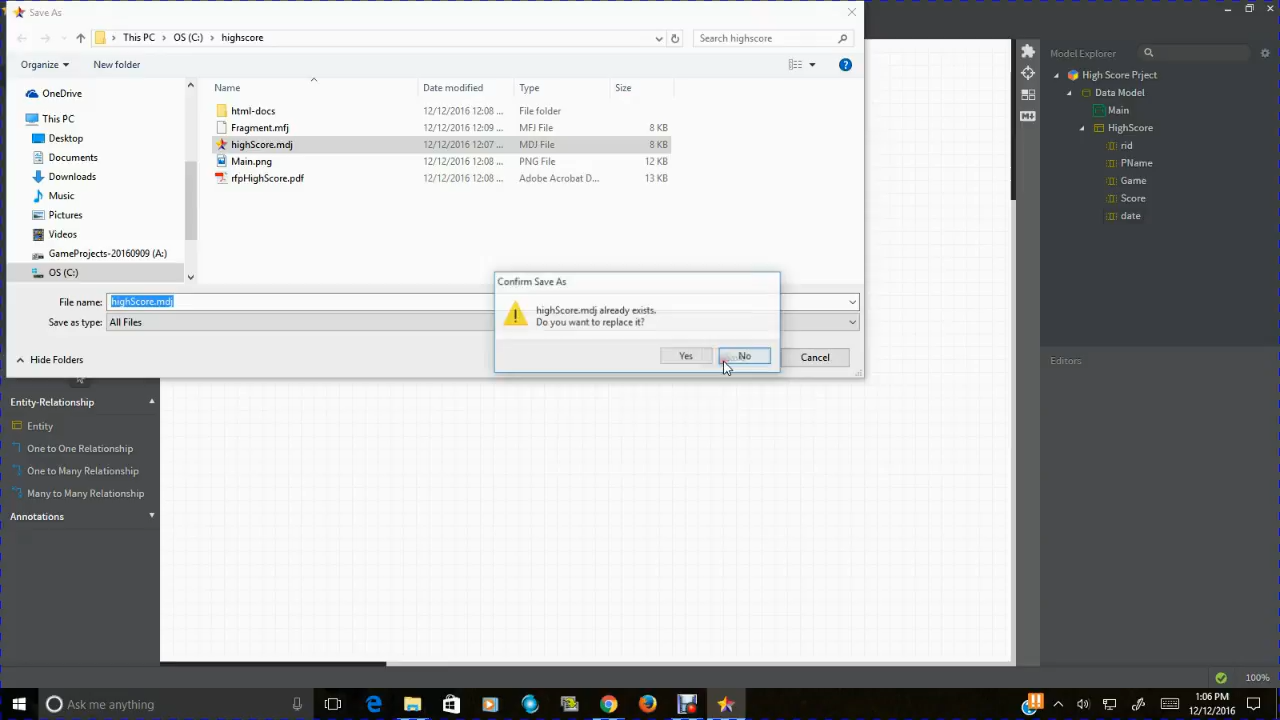 Save As
This PC
OS (C:)
highscore
Search highscore
Organize
New folder
Name
Date modified
Type
Size
OneDrive
This PC
Desktop
Documents
Downloads
Music
Pictures
Videos
GameProjects-20160909 (A:)
OS (C:)
html-docs 12/12/2016 12:08 ... File folder
Fragment.mfj 12/12/2016 12:09 ... MFJ File 8 KB
highScore.mdj 12/12/2016 12:07 ... MDJ File 8 KB
Main.png 12/12/2016 12:08 ... PNG File 12 KB
rfpHighScore.pdf 12/12/2016 12:08 ... Adobe Acrobat D... 13 KB
File name: highScore.mdj
Save as type: All Files
Hide Folders
Cancel
Confirm Save As
highScore.mdj already exists.
Do you want to replace it?
Yes
No
Entity-Relationship
Entity
One to One Relationship
One to Many Relationship
Many to Many Relationship
Annotations
Model Explorer
High Score Prject
Data Model
Main
HighScore
rid
PName
Game
Score
date
Editors
100%
Ask me anything
1:06 PM
12/12/2016